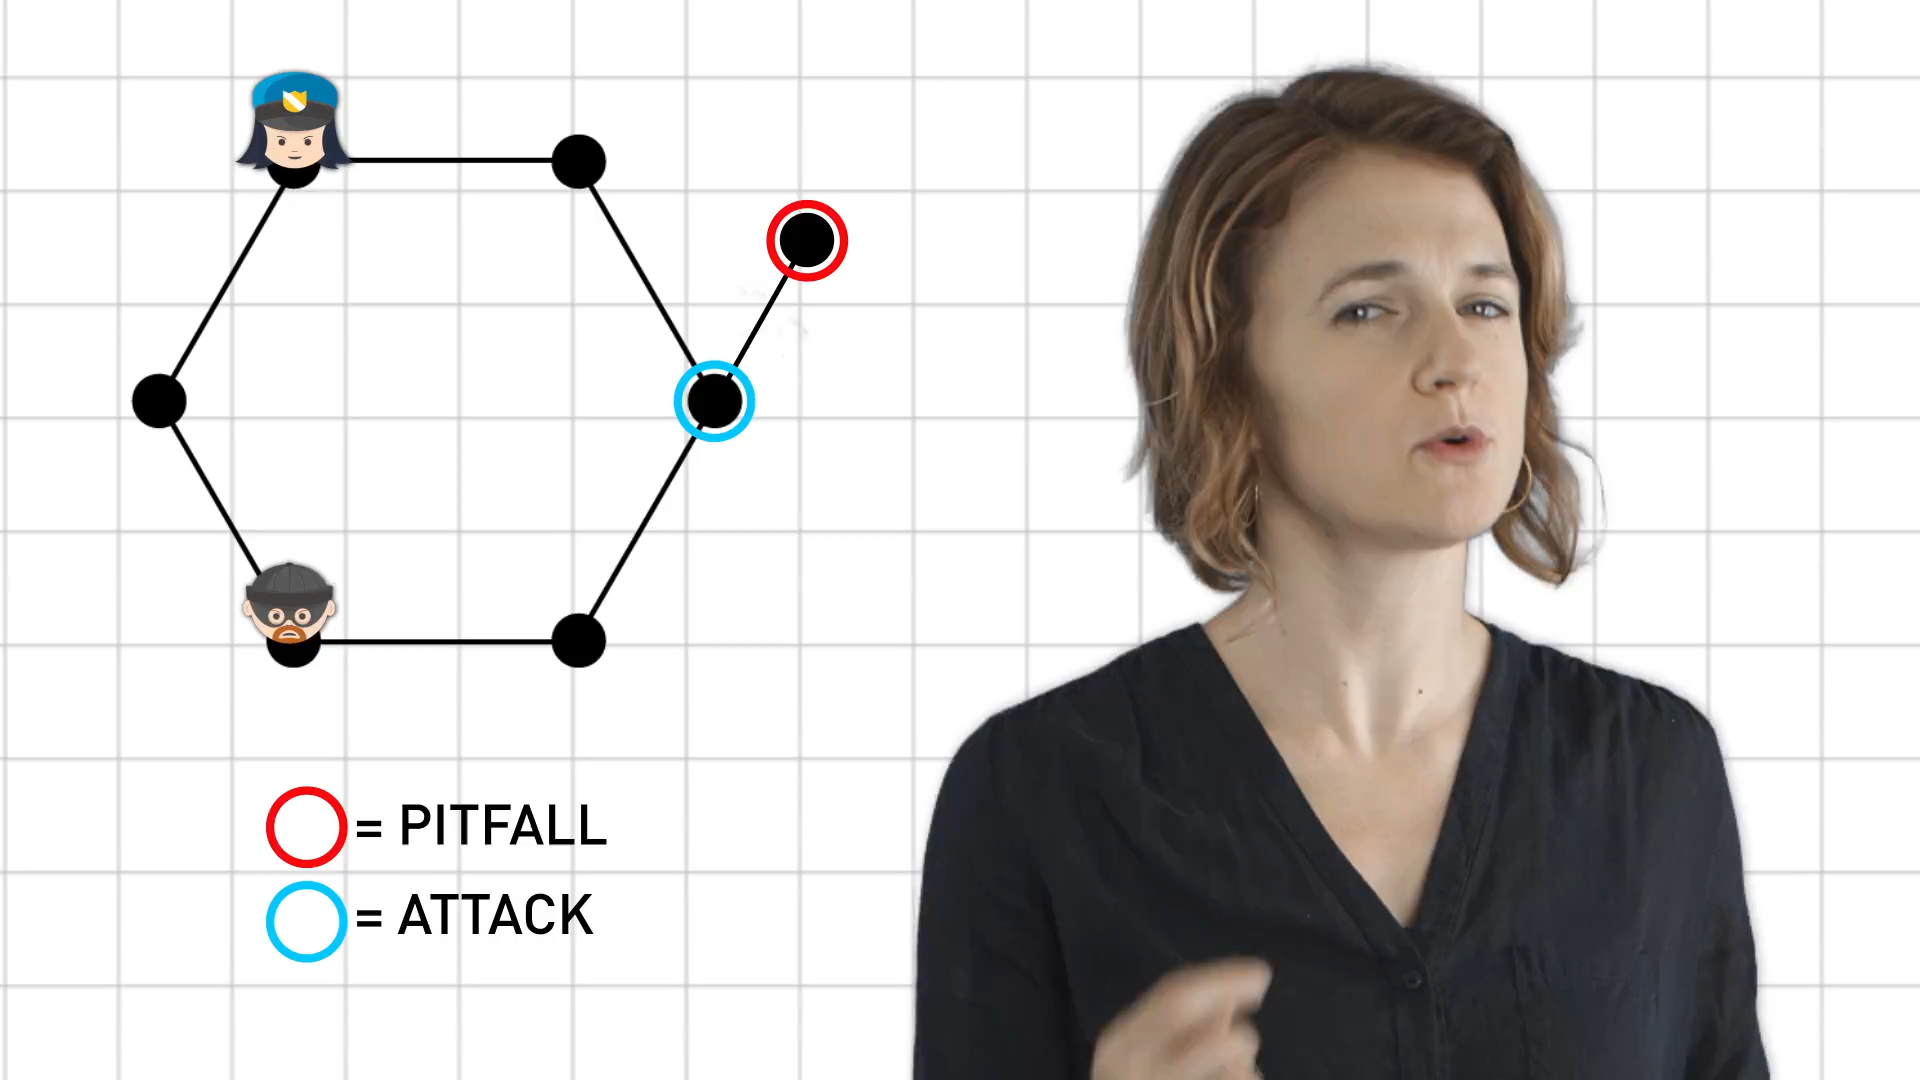 = PITFALL
= ATTACK